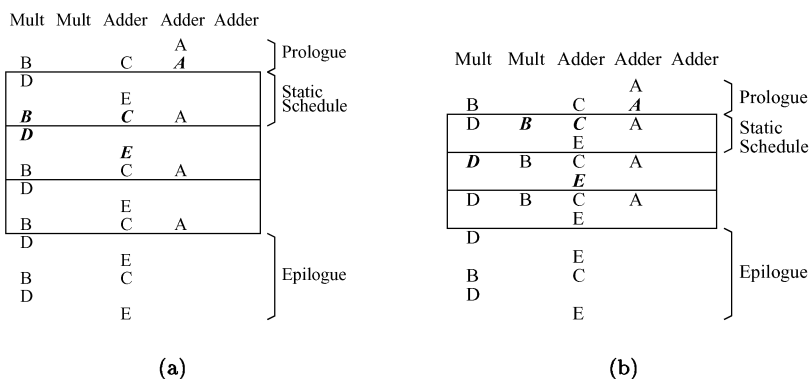 Mult Mult Adder Adder Adder
A
B C A
Prologue
D
E
B C A
Static
Schedule
D
E
B C A
D
E
B C A
D
E
B C
D
E
Epilogue
(a)
Mult Mult Adder Adder Adder
A
B C A
Prologue
D B C A
E
Static
Schedule
D B C A
E
D B C A
E
D
E
B C
D
E
Epilogue
(b)